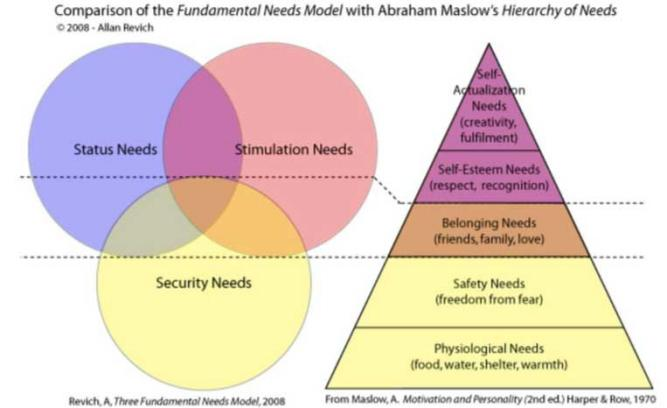 Comparison of the Fundamental Needs Model with Abraham Maslow's Hierarchy of Needs
© 2008 - Allan Revich
Status Needs
Stimulation Needs
Security Needs
Self-
Actualization
Needs
(creativity,
fulfilment)
Self-Esteem Needs
(respect, recognition)
Belonging Needs
(friends, family, love)
Safety Needs
(freedom from fear)
Physiological Needs
(food, water, shelter, warmth)
Revich, A, Three Fundamental Needs Model, 2008
From Maslow, A. Motivation and Personality (2nd ed.) Harper & Row, 1970